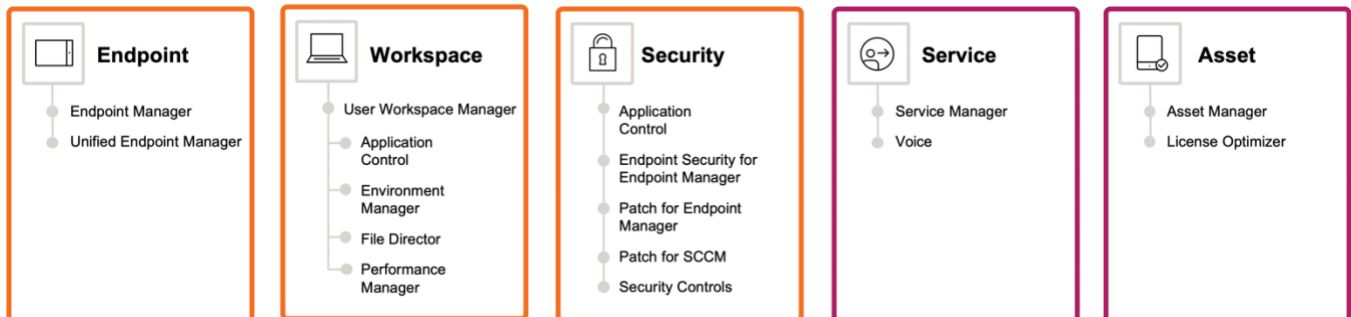 Endpoint
Endpoint Manager
Unified Endpoint Manager
Workspace
User Workspace Manager
Application
Control
Environment
Manager
File Director
Performance
Manager
Security
Application
Control
Endpoint Security for
Endpoint Manager
Patch for Endpoint
Manager
Patch for SCCM
Security Controls
Service
Service Manager
Voice
Asset
Asset Manager
License Optimizer